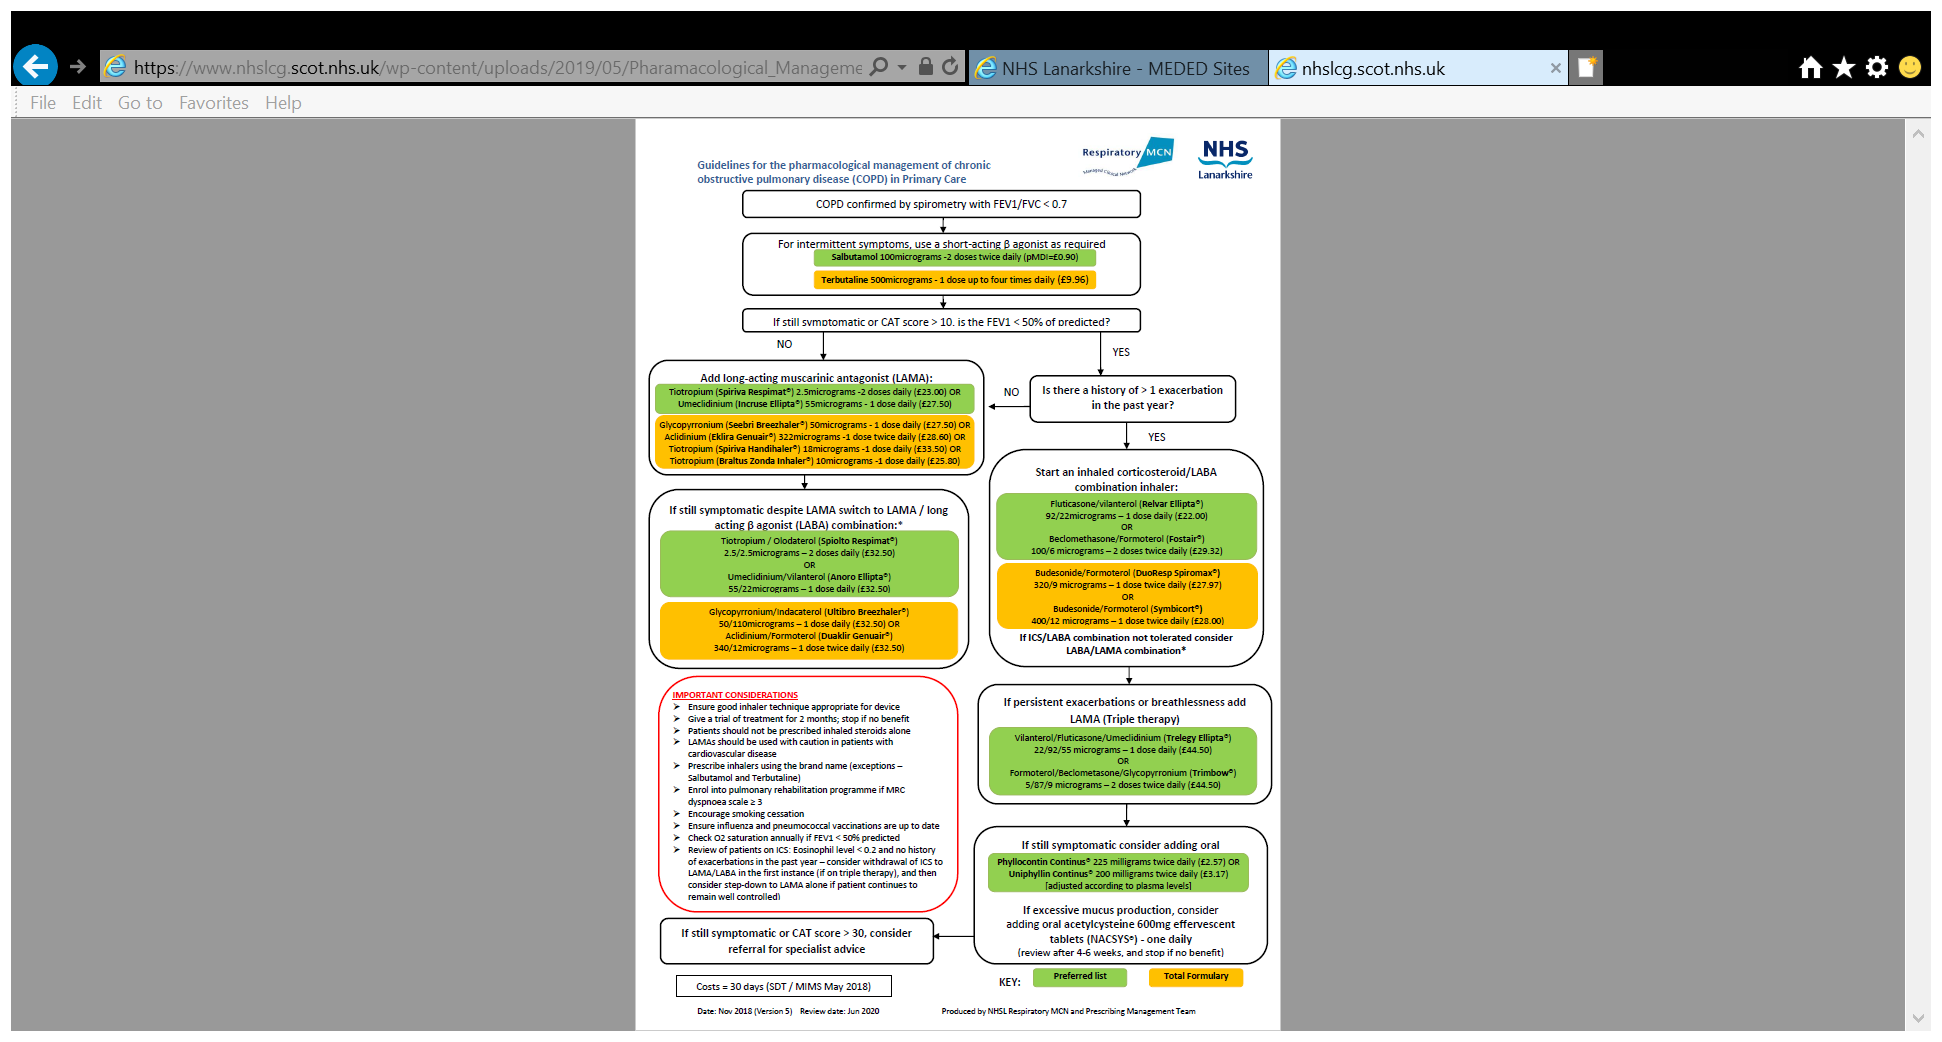 https://www.nhslcg.scot.nhs.uk/wp-content/uploads/2019/05/Pharamacological_Manageme
NHS Lanarkshire - MEDED Sites
nhslcg.scot.nhs.uk
File Edit Go to Favorites Help
Guidelines for the pharmacological management of chronic
obstructive pulmonary disease (COPD) in Primary Care
Respiratory MCN
Managed Clinical Network
NHS
Lanarkshire
COPD confirmed by spirometry with FEV1/FVC < 0.7
For intermittent symptoms, use a short-acting β agonist as required
Salbutamol 100micrograms -2 doses twice daily (pMDI=£0.90)
Terbutaline 500micrograms - 1 dose up to four times daily (£9.96)
If still symptomatic or CAT score > 10, is the FEV1 < 50% of predicted?
NO
YES
Add long-acting muscarinic antagonist (LAMA):
Tiotropium (Spiriva Respimat®) 2.5micrograms -2 doses daily (£23.00) OR
Umeclidinium (Incruse Ellipta®) 55micrograms - 1 dose daily (£27.50)
Glycopyrronium (Seebri Breezhaler®) 50micrograms - 1 dose daily (£27.50) OR
Aclidinium (Eklira Genuair®) 322micrograms -1 dose twice daily (£28.60) OR
Tiotropium (Spiriva Handihaler®) 18micrograms -1 dose daily (£33.50) OR
Tiotropium (Braltus Zonda Inhaler®) 10micrograms -1 dose daily (£25.80)
NO
Is there a history of > 1 exacerbation
in the past year?
YES
If still symptomatic despite LAMA switch to LAMA / long
acting β agonist (LABA) combination:*
Tiotropium / Olodaterol (Spiolto Respimat®)
2.5/2.5micrograms – 2 doses daily (£32.50)
OR
Umeclidinium/Vilanterol (Anoro Ellipta®)
55/22micrograms – 1 dose daily (£32.50)
Glycopyrronium/Indacaterol (Ultibro Breezhaler®)
50/110micrograms – 1 dose daily (£32.50) OR
Aclidinium/Formoterol (Duaklir Genuair®)
340/12micrograms – 1 dose twice daily (£32.50)
Start an inhaled corticosteroid/LABA
combination inhaler:
Fluticasone/vilanterol (Relvar Ellipta®)
92/22micrograms – 1 dose daily (£22.00)
OR
Beclomethasone/Formoterol (Fostair®)
100/6 micrograms – 2 doses twice daily (£29.32)
Budesonide/Formoterol (DuoResp Spiromax®)
320/9 micrograms – 1 dose twice daily (£27.97)
OR
Budesonide/Formoterol (Symbicort®)
400/12 micrograms – 1 dose twice daily (£28.00)
If ICS/LABA combination not tolerated consider
LABA/LAMA combination*
IMPORTANT CONSIDERATIONS
➢ Ensure good inhaler technique appropriate for device
➢ Give a trial of treatment for 2 months; stop if no benefit
➢ Patients should not be prescribed inhaled steroids alone
➢ LAMAs should be used with caution in patients with
cardiovascular disease
➢ Prescribe inhalers using the brand name (exceptions –
Salbutamol and Terbutaline)
➢ Enrol into pulmonary rehabilitation programme if MRC
dyspnoea scale ≥ 3
➢ Encourage smoking cessation
➢ Ensure influenza and pneumococcal vaccinations are up to date
➢ Check O2 saturation annually if FEV1 < 50% predicted
➢ Review of patients on ICS: Eosinophil level < 0.2 and no history
of exacerbations in the past year – consider withdrawal of ICS to
LAMA/LABA in the first instance (if on triple therapy), and then
consider step-down to LAMA alone if patient continues to
remain well controlled)
If persistent exacerbations or breathlessness add
LAMA (Triple therapy)
Vilanterol/Fluticasone/Umeclidinium (Trelegy Ellipta®)
22/92/55 micrograms – 1 dose daily (£44.50)
OR
Formoterol/Beclometasone/Glycopyrronium (Trimbow®)
5/87/9 micrograms – 2 doses twice daily (£44.50)
If still symptomatic consider adding oral
Phyllocontin Continus® 225 milligrams twice daily (£2.57) OR
Uniphyllin Continus® 200 milligrams twice daily (£3.17)
[adjusted according to plasma levels]
If excessive mucus production, consider
adding oral acetylcysteine 600mg effervescent
tablets (NACSYS®) - one daily
(review after 4-6 weeks, and stop if no benefit)
If still symptomatic or CAT score > 30, consider
referral for specialist advice
KEY: Preferred list Total Formulary
Costs = 30 days (SDT / MIMS May 2018)
Date: Nov 2018 (Version 5) Review date: Jun 2020 Produced by NHSL Respiratory MCN and Prescribing Management Team